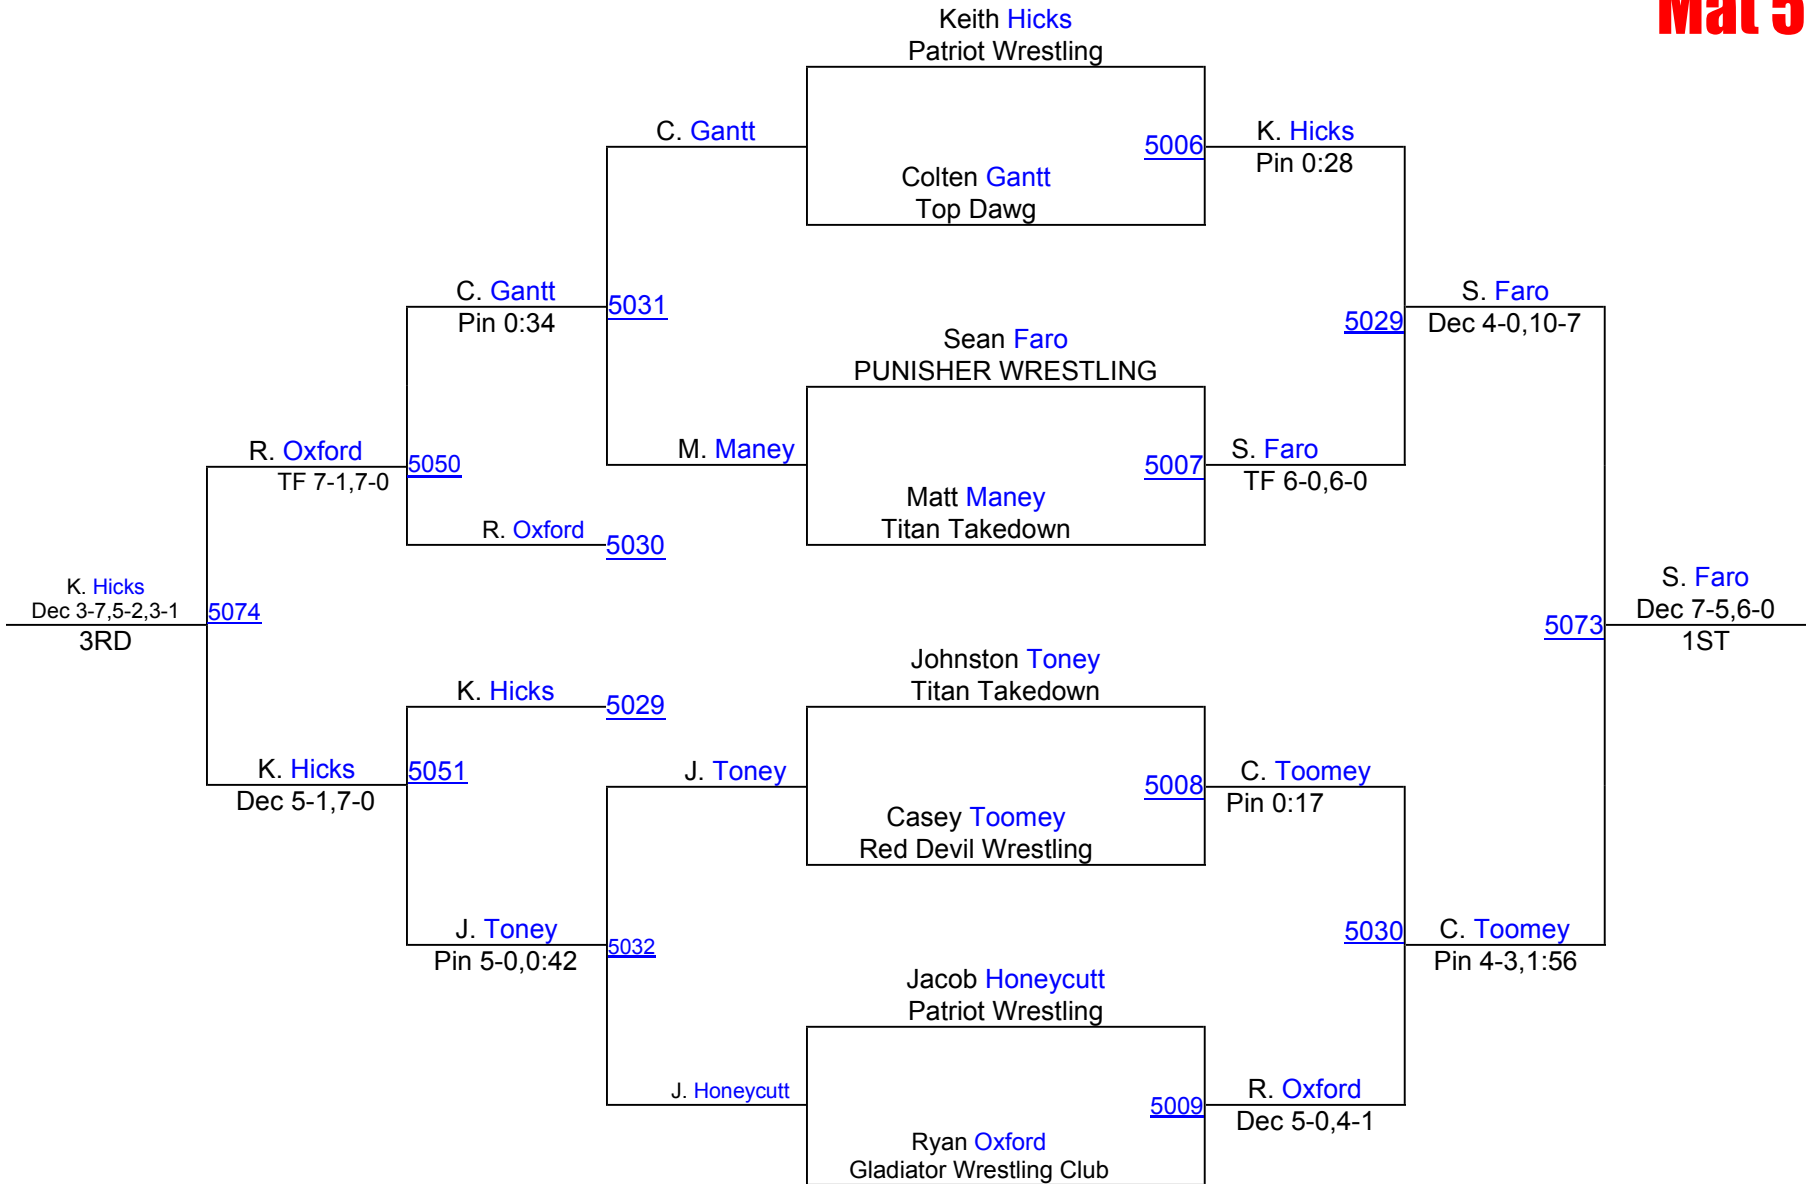 Mat 5
Keith Hicks
Patriot Wrestling
C. Gantt
5006
K. Hicks
Pin 0:28
Colten Gantt
Top Dawg
C. Gantt
Pin 0:34
5031
S. Faro
Dec 4-0,10-7
5029
Sean Faro
PUNISHER WRESTLING
R. Oxford
TF 7-1,7-0
5050
M. Maney
5007
S. Faro
TF 6-0,6-0
Matt Maney
Titan Takedown
R. Oxford
5030
K. Hicks
Dec 3-7,5-2,3-1
3RD
5074
5073
S. Faro
Dec 7-5,6-0
1ST
Johnston Toney
Titan Takedown
K. Hicks
5029
K. Hicks
Dec 5-1,7-0
5051
J. Toney
5008
C. Toomey
Pin 0:17
Casey Toomey
Red Devil Wrestling
J. Toney
Pin 5-0,0:42
5032
5030
C. Toomey
Pin 4-3,1:56
Jacob Honeycutt
Patriot Wrestling
J. Honeycutt
5009
R. Oxford
Dec 5-0,4-1
Ryan Oxford
Gladiator Wrestling Club